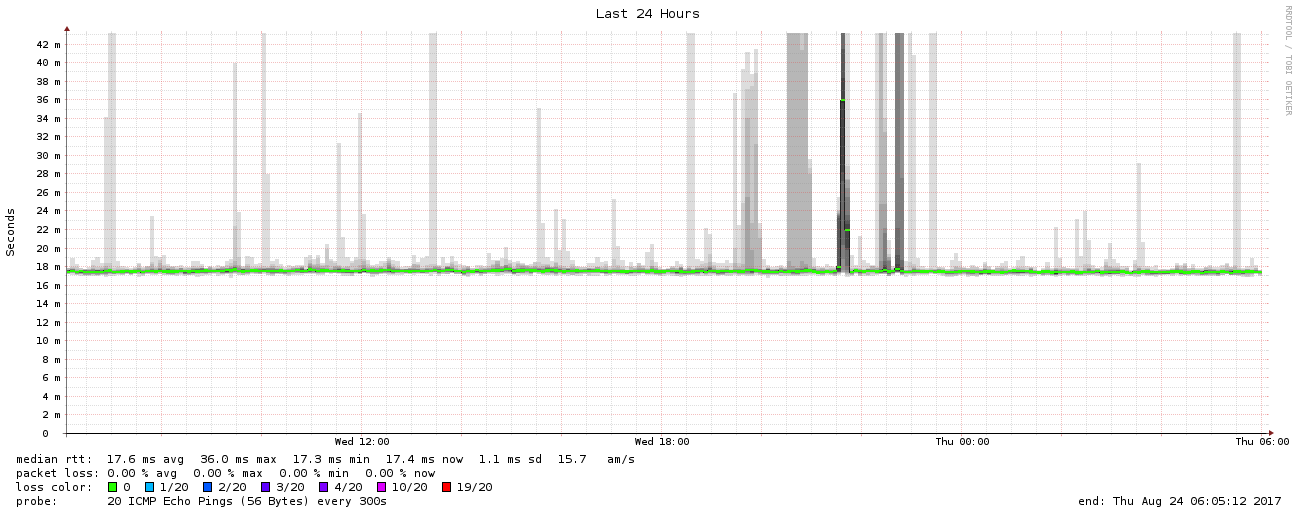 Last 24 Hours
RRDTOOL / TOBI OETIKER
Seconds
42 m
40 m
38 m
36 m
34 m
32 m
30 m
28 m
26 m
24 m
22 m
20 m
18 m
16 m
14 m
12 m
10 m
8 m
6 m
4 m
2 m
0
Wed 12:00 Wed 18:00 Thu 00:00 Thu 06:00
median rtt: 17.6 ms avg 36.0 ms max 17.3 ms min 17.4 ms now 1.1 ms sd 15.7 am/s
packet loss: 0.00 % avg 0.00 % max 0.00 % min 0.00 % now
loss color: 0 1/20 2/20 3/20 4/20 10/20 19/20
probe: 20 ICMP Echo Pings (56 Bytes) every 300s end: Thu Aug 24 06:05:12 2017